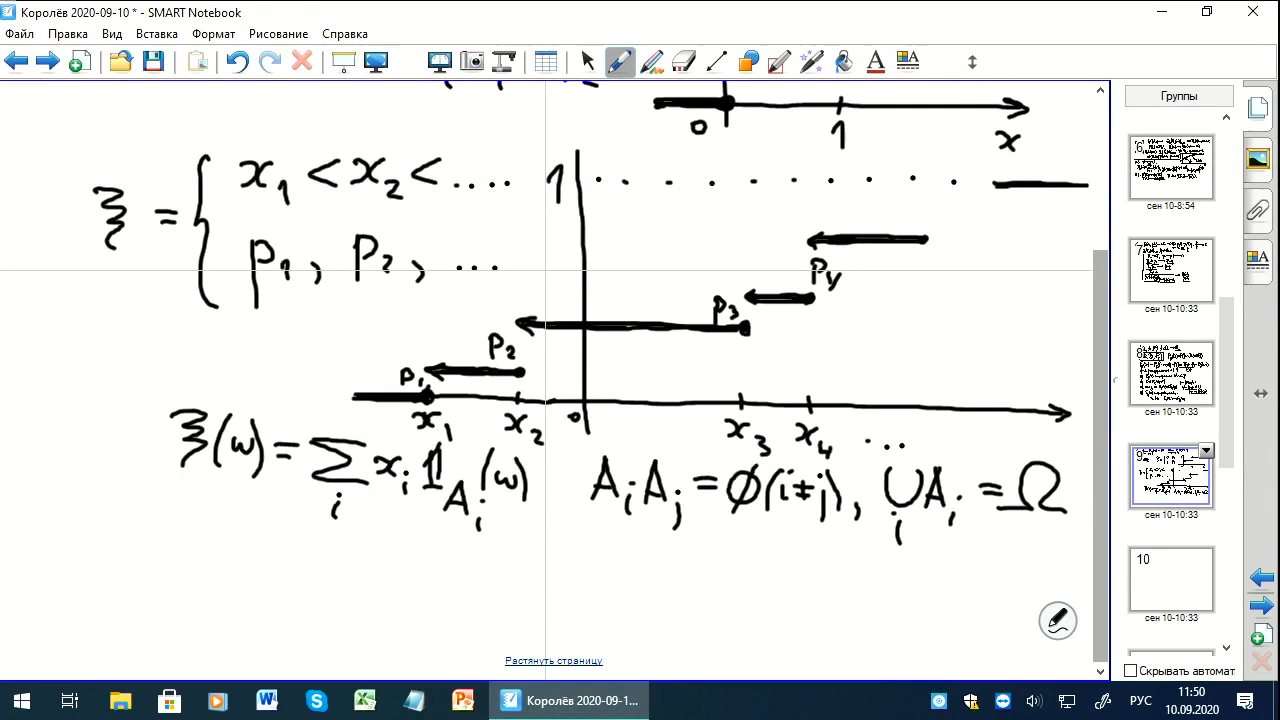 Королёв 2020-09-10 * - SMART Notebook
Файл Правка Вид Вставка Формат Рисование Справка
Группы
0 1 x
ξ = { x₁ < x₂ < ....
p₁, p₂, ...
1
p₁ p₂ p₃ p₄
x₁ x₂ 0 x₃ x₄ ...
ξ(ω) = ∑ᵢ xᵢ 𝟙_Aᵢ(ω) AᵢAⱼ = ∅ (i ≠ j), ∪ᵢ Aᵢ = Ω
Растянуть страницу
сен 10-8:54
сен 10-10:33
сен 10-10:33
сен 10-10:33
10
сен 10-10:33
Скрывать автомат
Королёв 2020-09-1...
РУС
11:50
10.09.2020